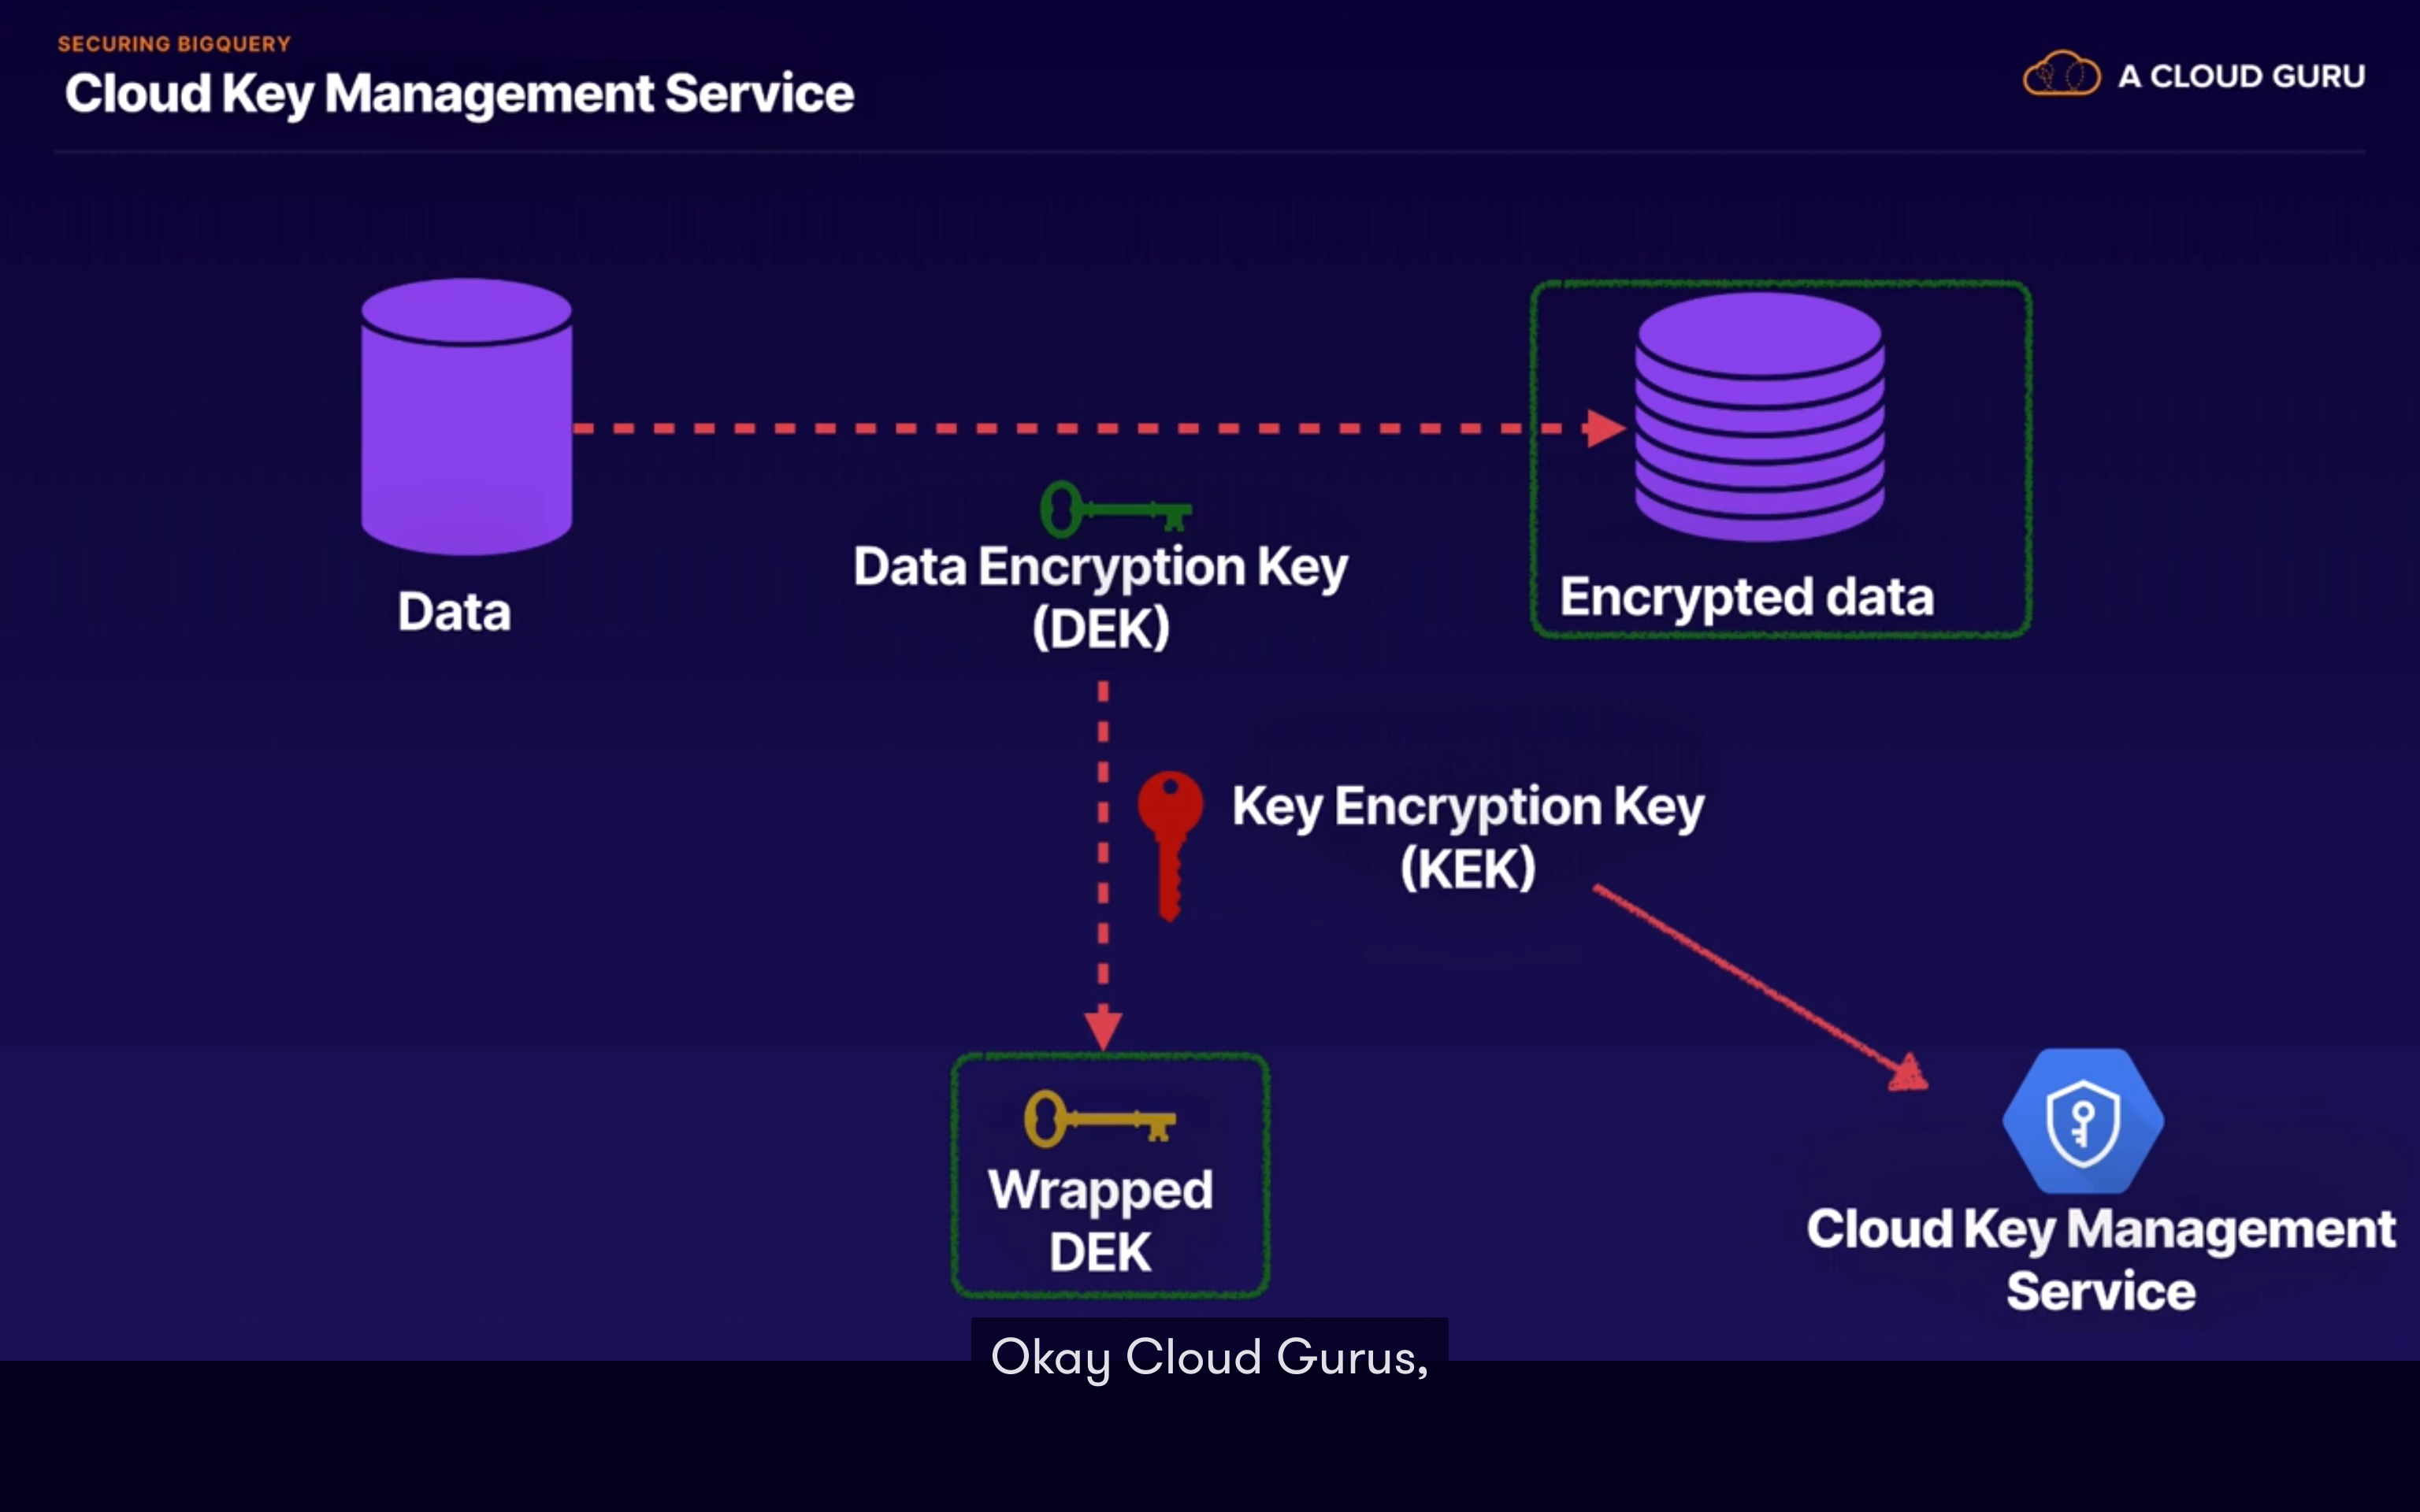 SECURING BIGQUERY
Cloud Key Management Service
A CLOUD GURU
Data
Data Encryption Key
(DEK)
Encrypted data
Key Encryption Key
(KEK)
Wrapped
DEK
Cloud Key Management
Service
Okay Cloud Gurus,